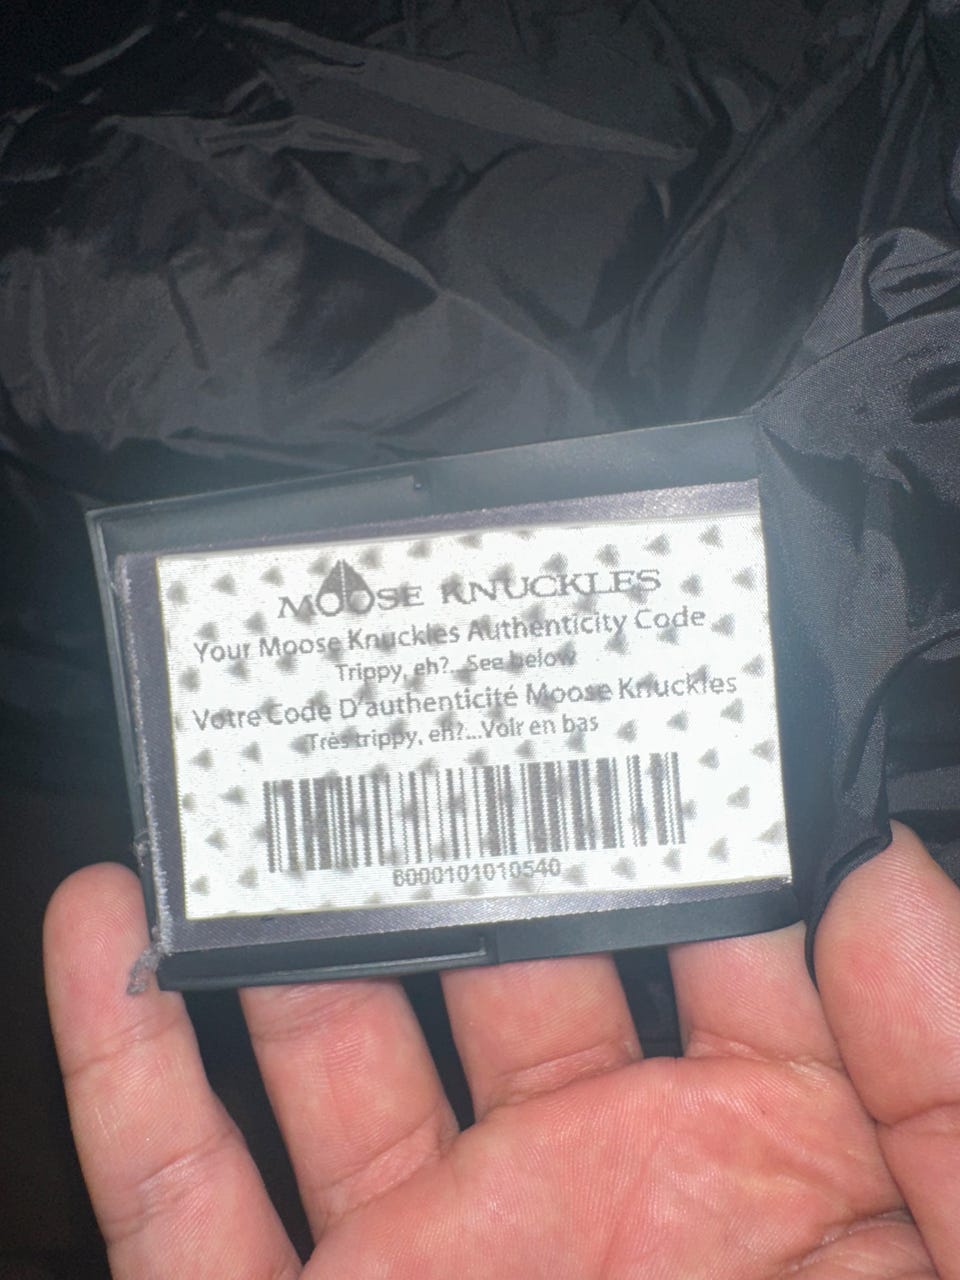 MOOSE KNUCKLES
Your Moose Knuckles Authenticity Code
Trippy, eh?...See below
Votre Code D'authenticité Moose Knuckles
Très trippy, eh?...Voir en bas
6000101010540